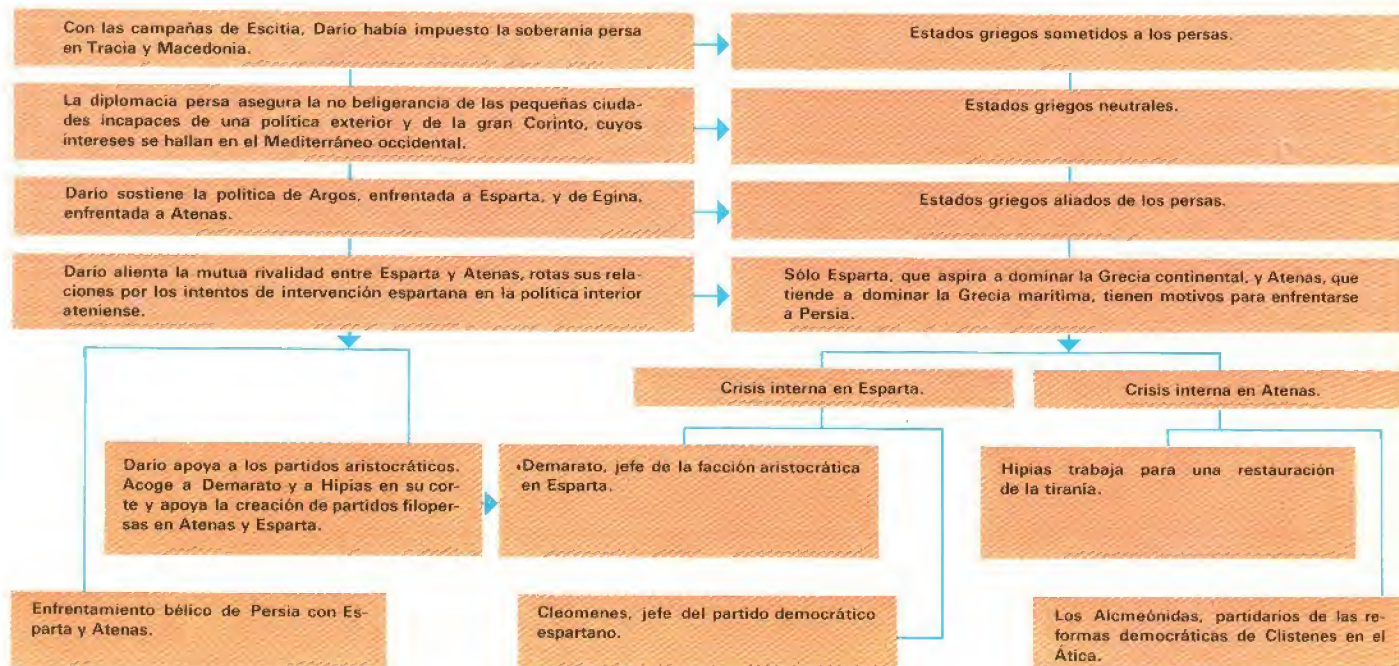 Con las campañas de Escitia, Darío había impuesto la soberanía persa
en Tracia y Macedonia.
Estados griegos sometidos a los persas.
La diplomacia persa asegura la no beligerancia de las pequeñas ciuda-
des incapaces de una política exterior y de la gran Corinto, cuyos
intereses se hallan en el Mediterráneo occidental.
Estados griegos neutrales.
Darío sostiene la política de Argos, enfrentada a Esparta, y de Egina,
enfrentada a Atenas.
Estados griegos aliados de los persas.
Darío alienta la mutua rivalidad entre Esparta y Atenas, rotas sus rela-
ciones por los intentos de intervención espartana en la política interior
ateniense.
Sólo Esparta, que aspira a dominar la Grecia continental, y Atenas, que
tiende a dominar la Grecia marítima, tienen motivos para enfrentarse
a Persia.
Crisis interna en Esparta.
Crisis interna en Atenas.
Darío apoya a los partidos aristocráticos.
Acoge a Demarato y a Hipias en su cor-
te y apoya la creación de partidos filoper-
sas en Atenas y Esparta.
Demarato, jefe de la facción aristocrática
en Esparta.
Hipias trabaja para una restauración
de la tiranía.
Enfrentamiento bélico de Persia con Es-
parta y Atenas.
Cleomenes, jefe del partido democrático
espartano.
Los Alcmeónidas, partidarios de las re-
formas democráticas de Clístenes en el
Ática.